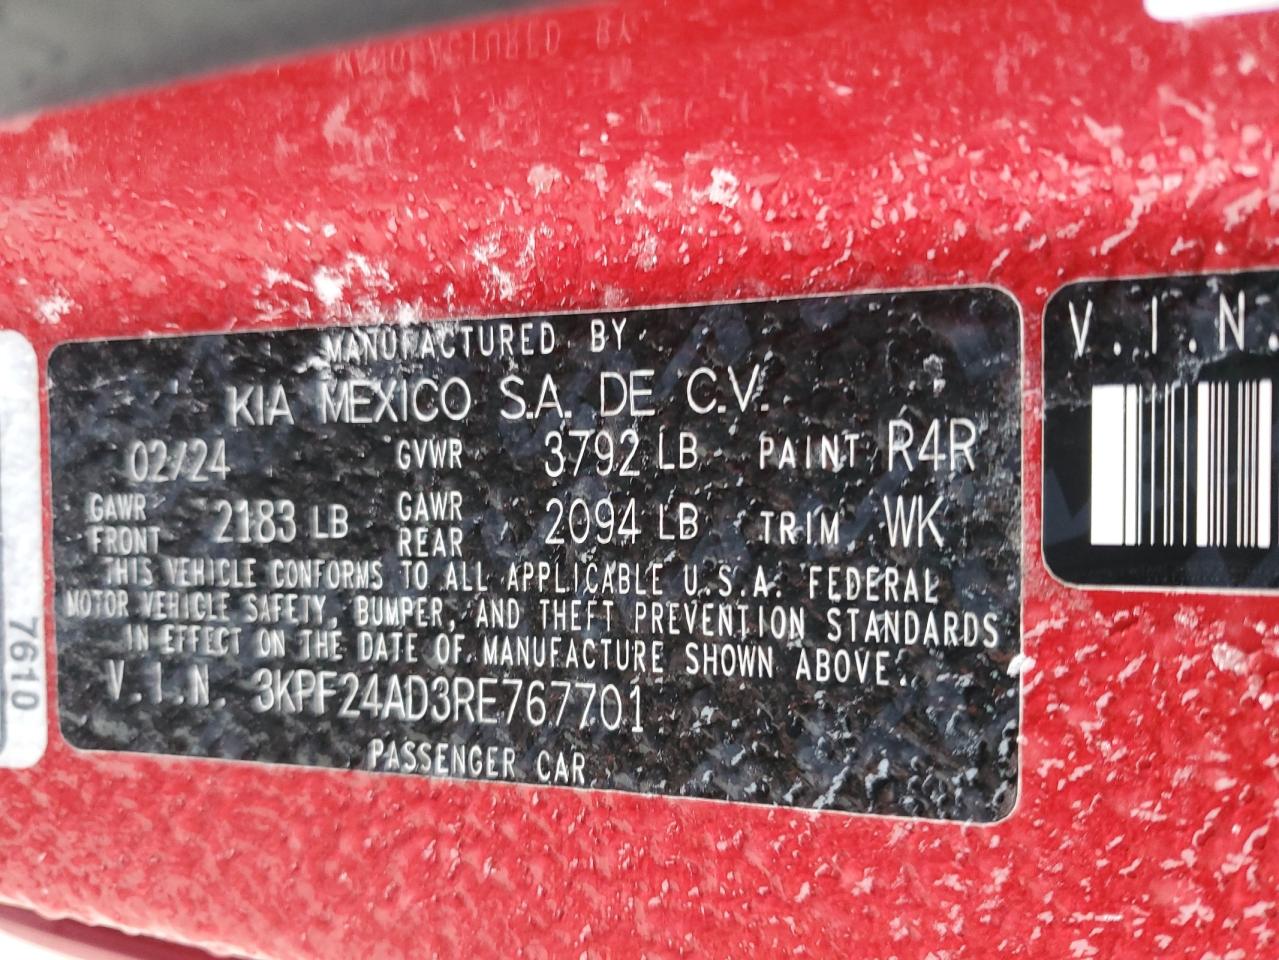 MANUFACTURED BY
KIA MEXICO S.A. DE C.V.
02/24 GVWR 3792 LB PAINT R4R
GAWR FRONT 2183 LB GAWR REAR 2094 LB TRIM WK
THIS VEHICLE CONFORMS TO ALL APPLICABLE U.S.A. FEDERAL
MOTOR VEHICLE SAFETY, BUMPER, AND THEFT PREVENTION STANDARDS
IN EFFECT ON THE DATE OF MANUFACTURE SHOWN ABOVE.
V.I.N. 3KPF24AD3RE767701
PASSENGER CAR
V.I.N.
7610